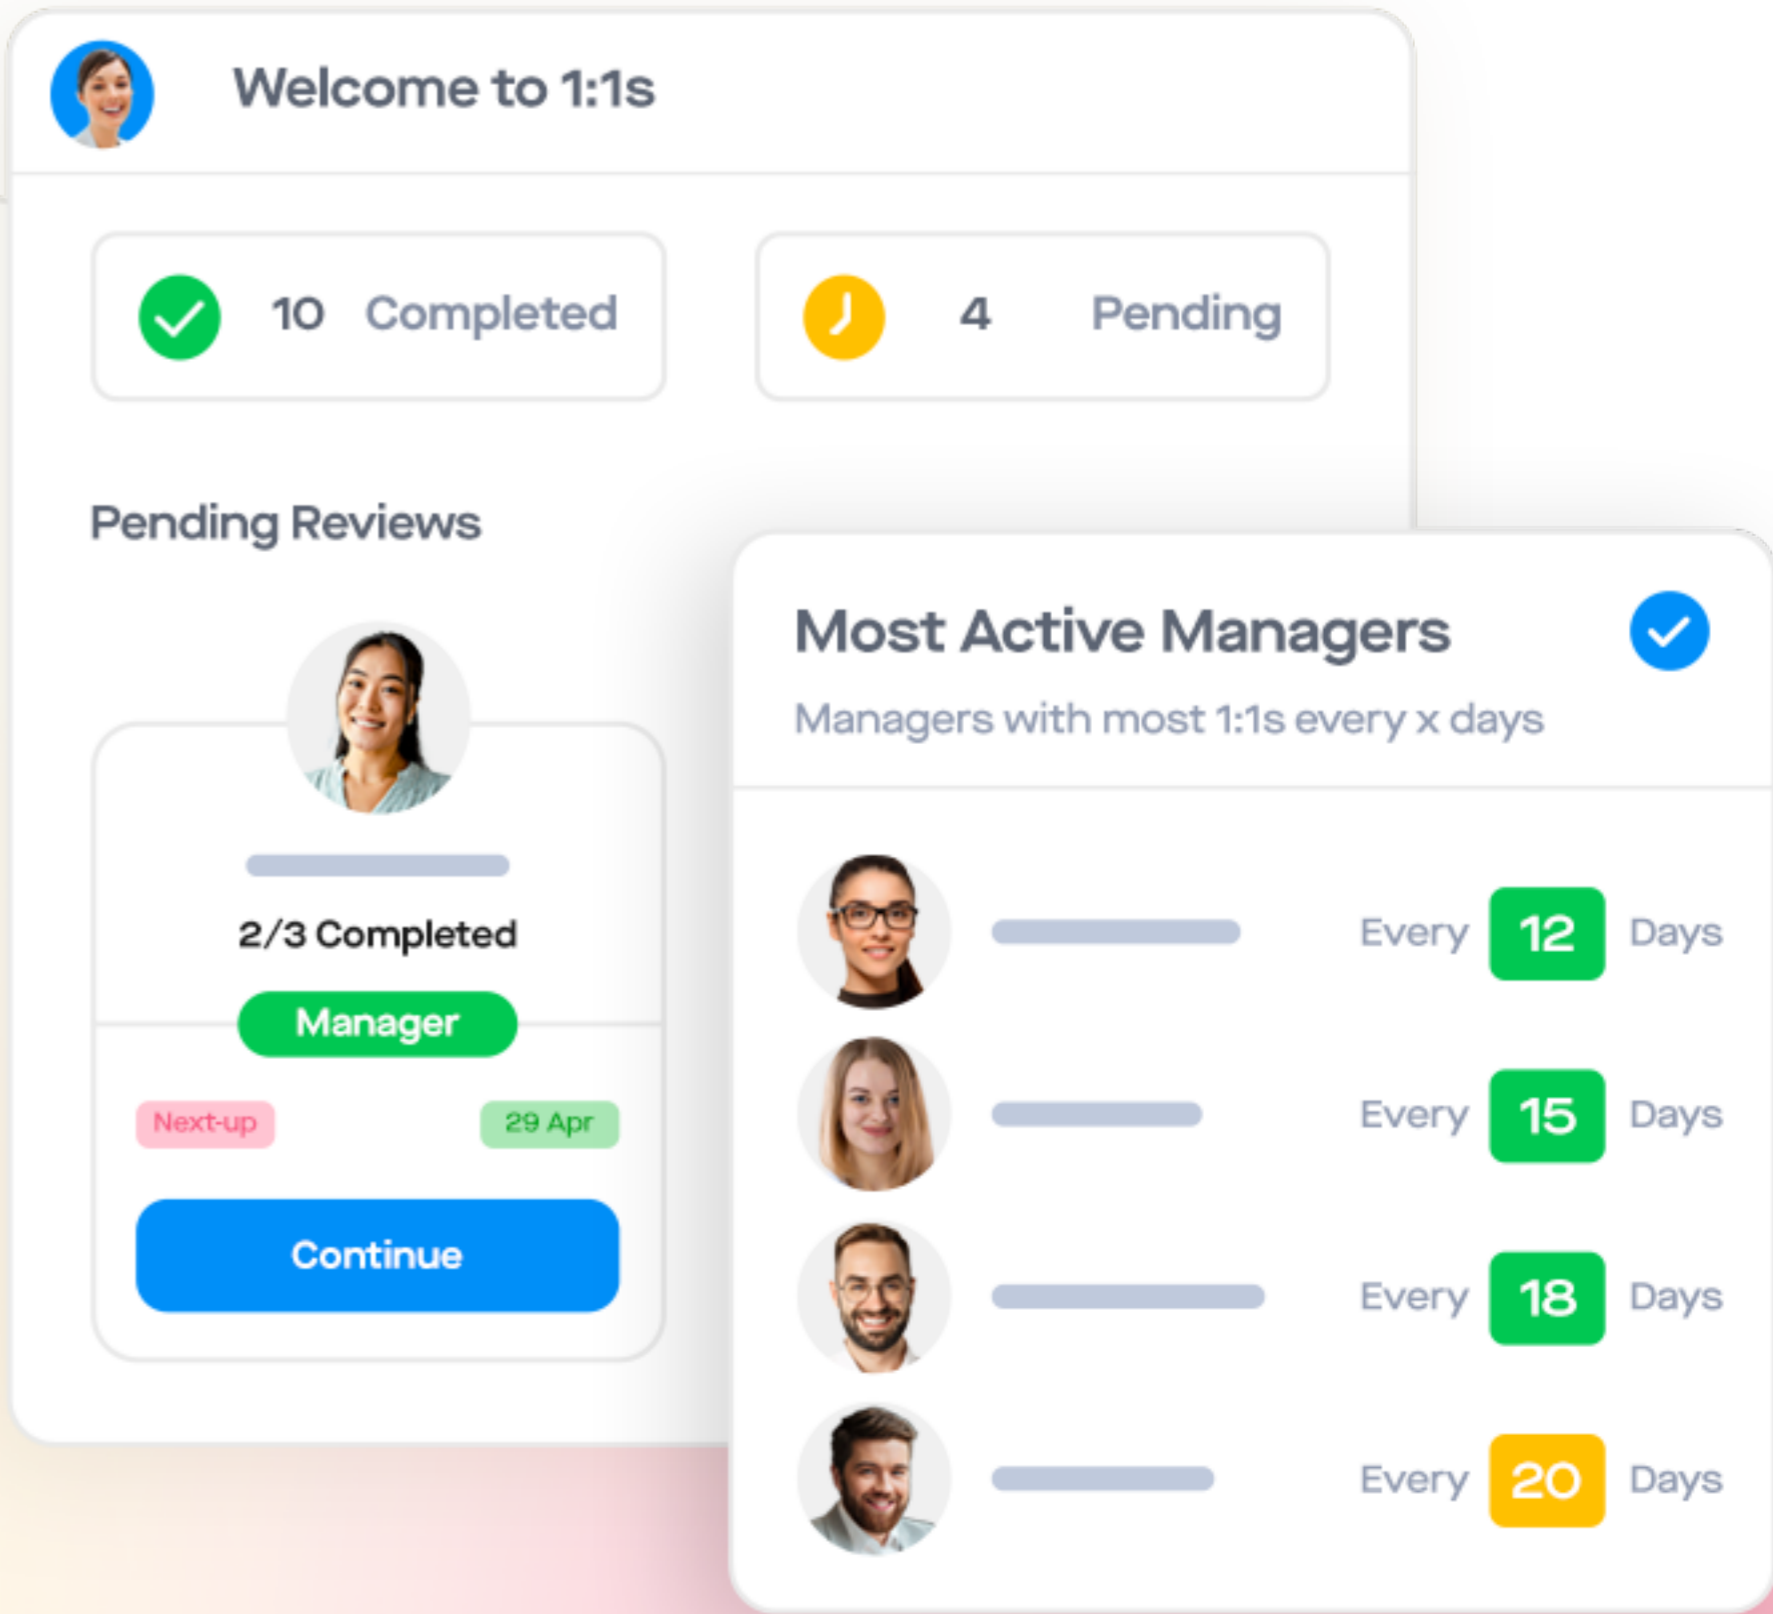 Welcome to 1:1s
10 Completed
4 Pending
Pending Reviews
2/3 Completed
Manager
Next-up 29 Apr
Continue
Most Active Managers
Managers with most 1:1s every x days
Every 12 Days
Every 15 Days
Every 18 Days
Every 20 Days